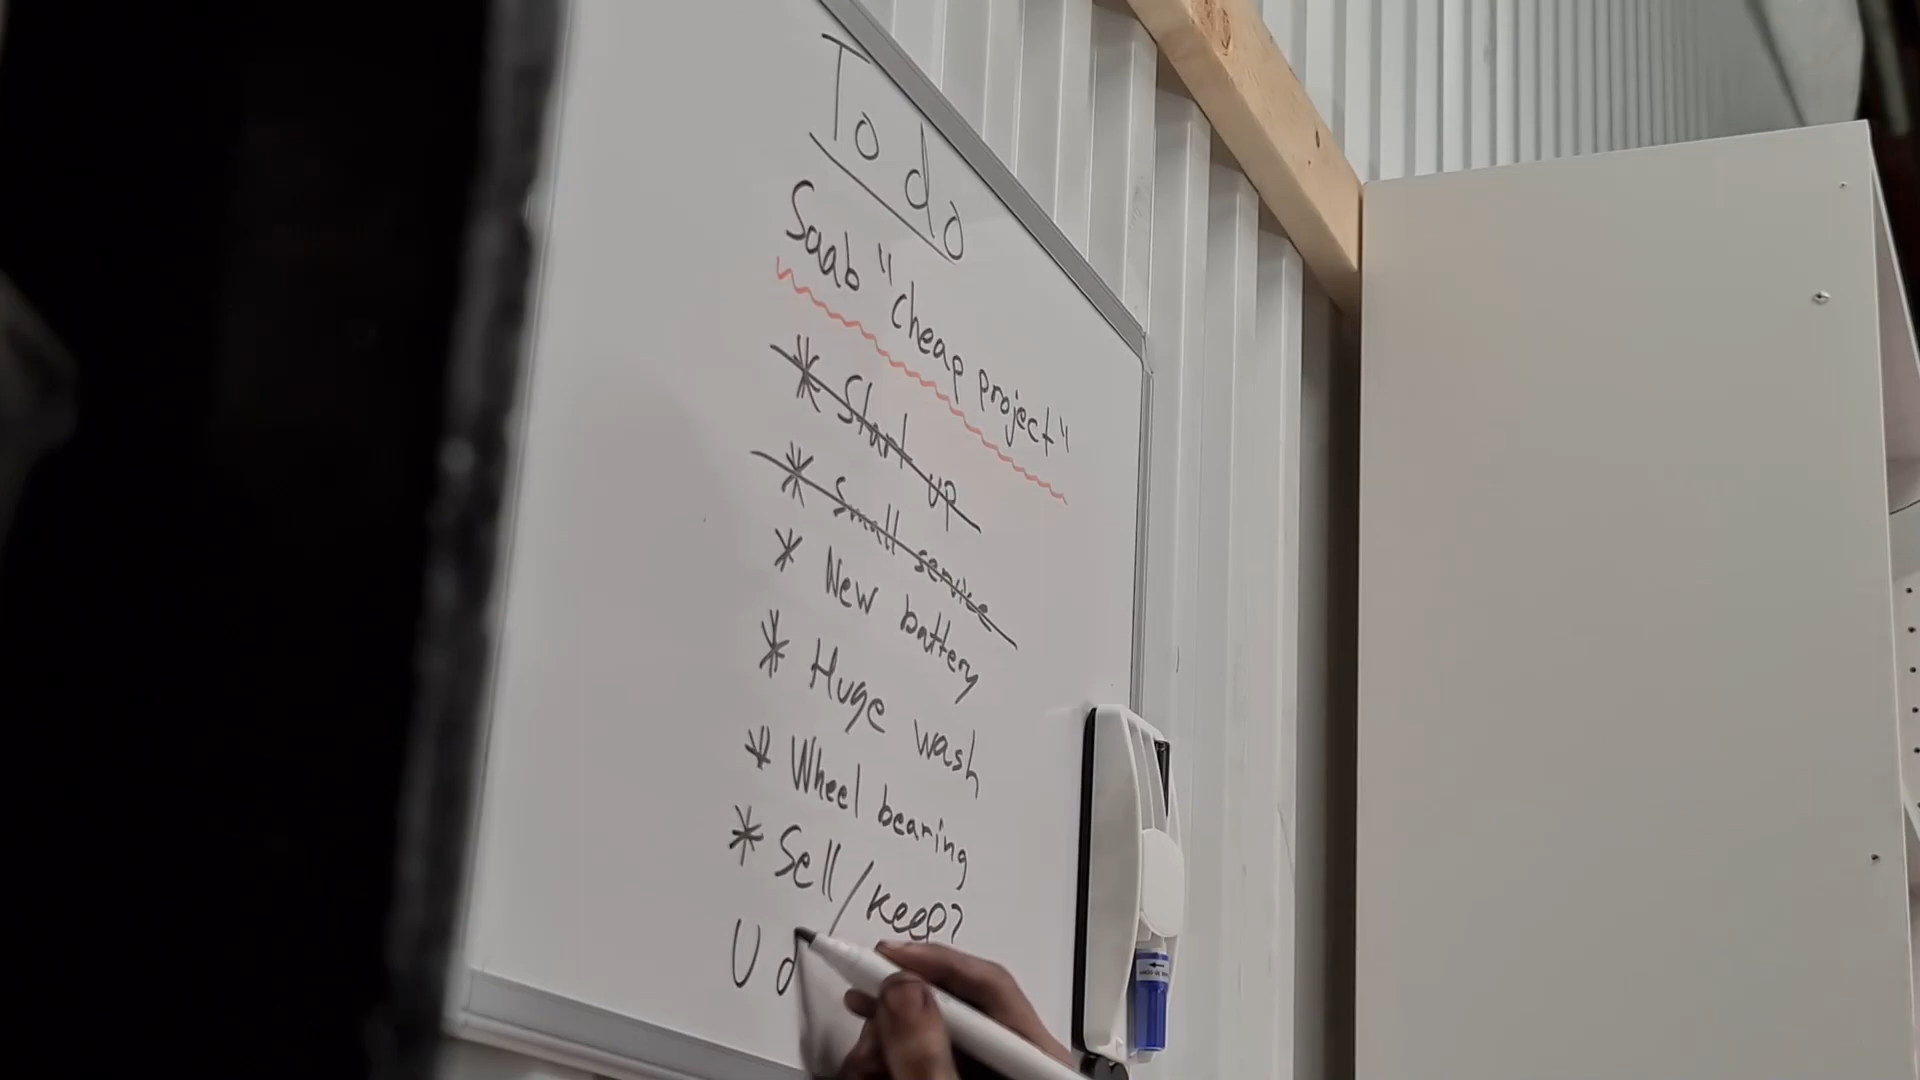 To do
Saab "cheap project"
* Start up
* Small service
* New battery
* Huge wash
* Wheel bearing
* Sell/keep?
U d